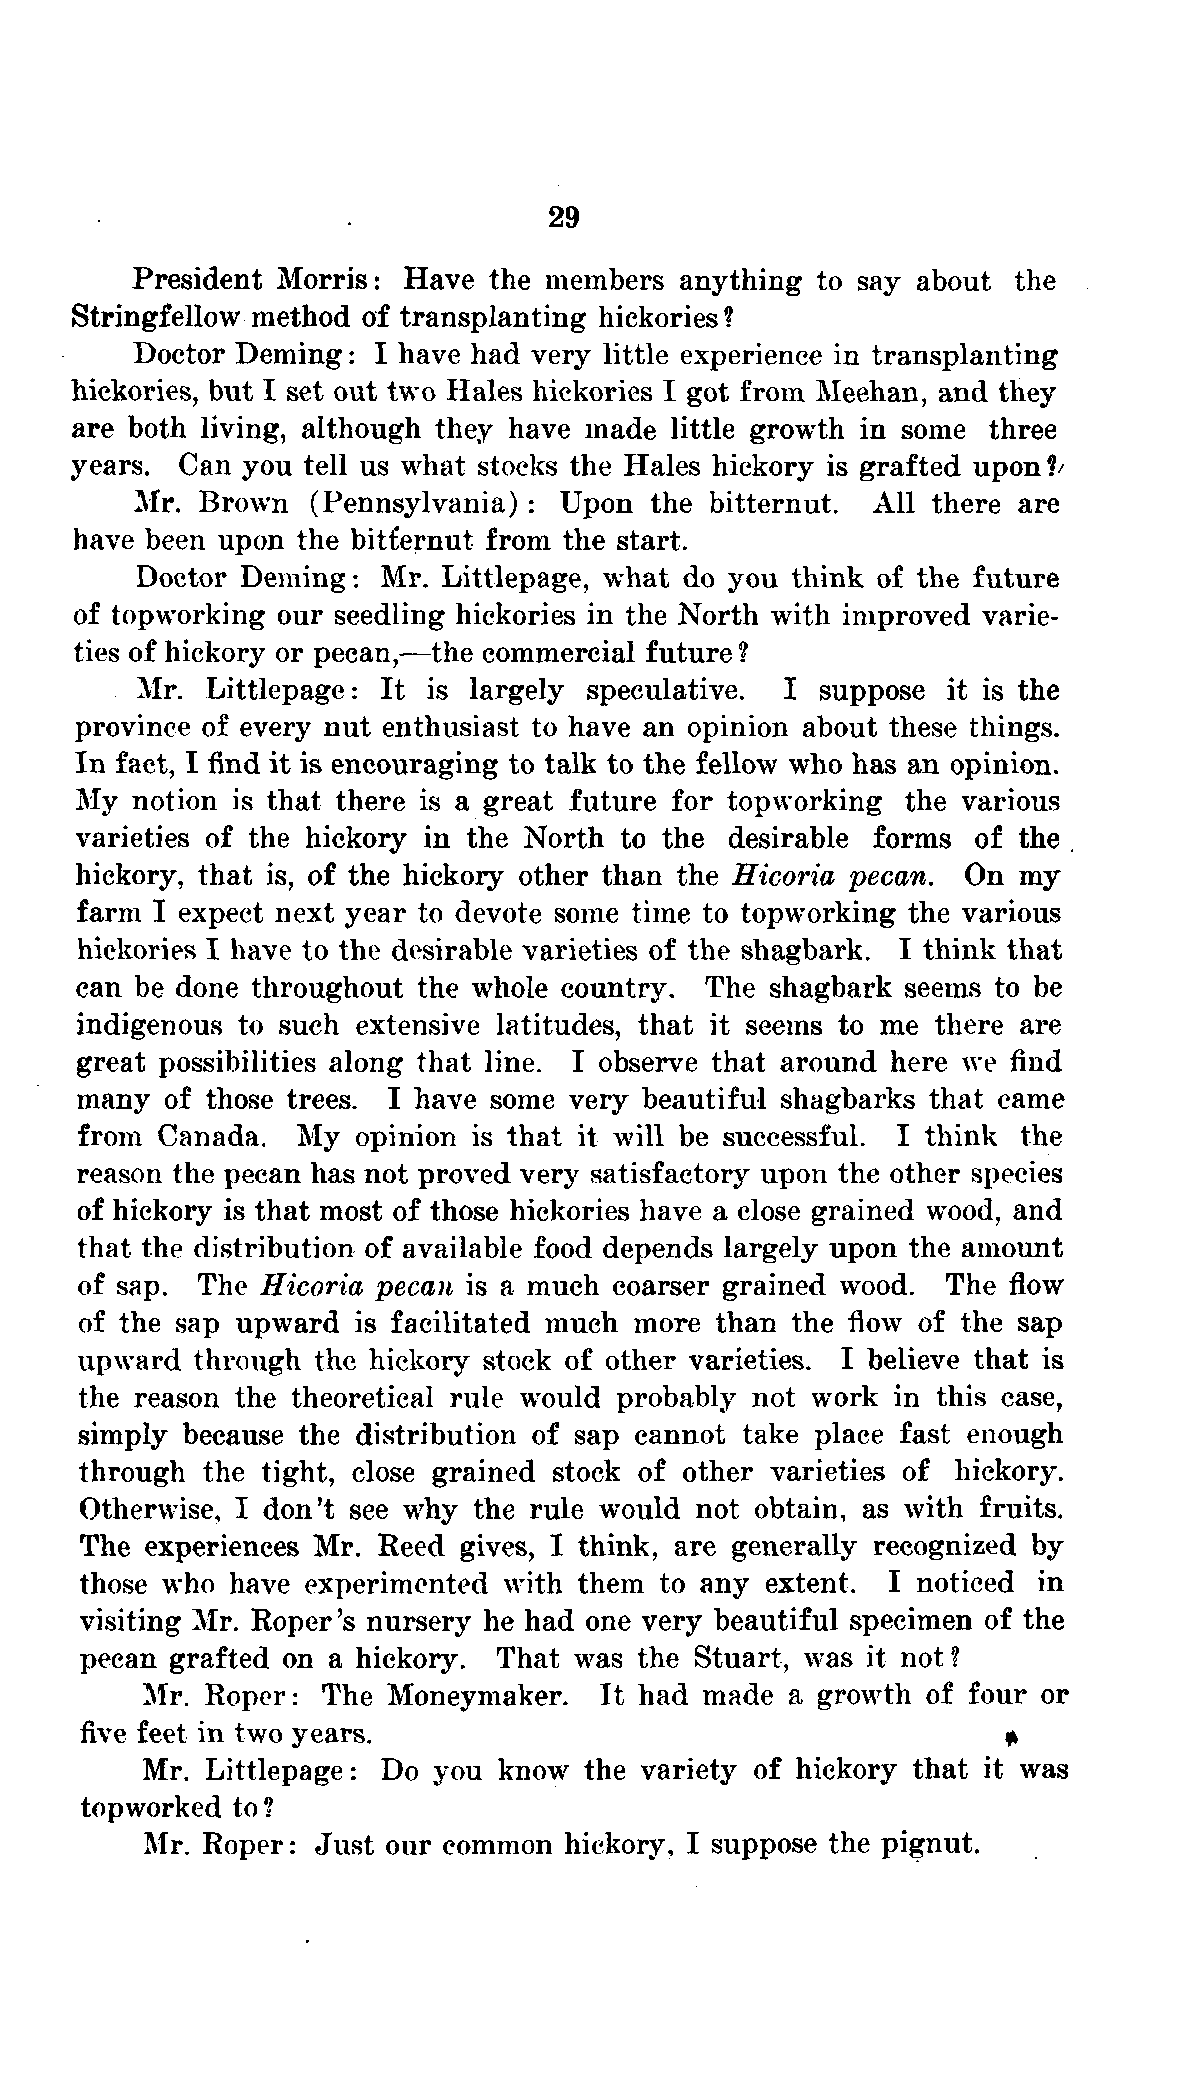 29
President Morris: Have the members anything to say about the
Stringfellow method of transplanting hickories?
Doctor Deming: I have had very little experience in transplanting
hickories, but I set out two Hales hickories I got from Meehan, and they
are both living, although they have made little growth in some three
years. Can you tell us what stocks the Hales hickory is grafted upon?
Mr. Brown (Pennsylvania): Upon the bitternut. All there are
have been upon the bitternut from the start.
Doctor Deming: Mr. Littlepage, what do you think of the future
of topworking our seedling hickories in the North with improved varie-
ties of hickory or pecan,—the commercial future?
Mr. Littlepage: It is largely speculative. I suppose it is the
province of every nut enthusiast to have an opinion about these things.
In fact, I find it is encouraging to talk to the fellow who has an opinion.
My notion is that there is a great future for topworking the various
varieties of the hickory in the North to the desirable forms of the
hickory, that is, of the hickory other than the Hicoria pecan. On my
farm I expect next year to devote some time to topworking the various
hickories I have to the desirable varieties of the shagbark. I think that
can be done throughout the whole country. The shagbark seems to be
indigenous to such extensive latitudes, that it seems to me there are
great possibilities along that line. I observe that around here we find
many of those trees. I have some very beautiful shagbarks that came
from Canada. My opinion is that it will be successful. I think the
reason the pecan has not proved very satisfactory upon the other species
of hickory is that most of those hickories have a close grained wood, and
that the distribution of available food depends largely upon the amount
of sap. The Hicoria pecan is a much coarser grained wood. The flow
of the sap upward is facilitated much more than the flow of the sap
upward through the hickory stock of other varieties. I believe that is
the reason the theoretical rule would probably not work in this case,
simply because the distribution of sap cannot take place fast enough
through the tight, close grained stock of other varieties of hickory.
Otherwise, I don't see why the rule would not obtain, as with fruits.
The experiences Mr. Reed gives, I think, are generally recognized by
those who have experimented with them to any extent. I noticed in
visiting Mr. Roper's nursery he had one very beautiful specimen of the
pecan grafted on a hickory. That was the Stuart, was it not?
Mr. Roper: The Moneymaker. It had made a growth of four or
five feet in two years.
Mr. Littlepage: Do you know the variety of hickory that it was
topworked to?
Mr. Roper: Just our common hickory, I suppose the pignut.